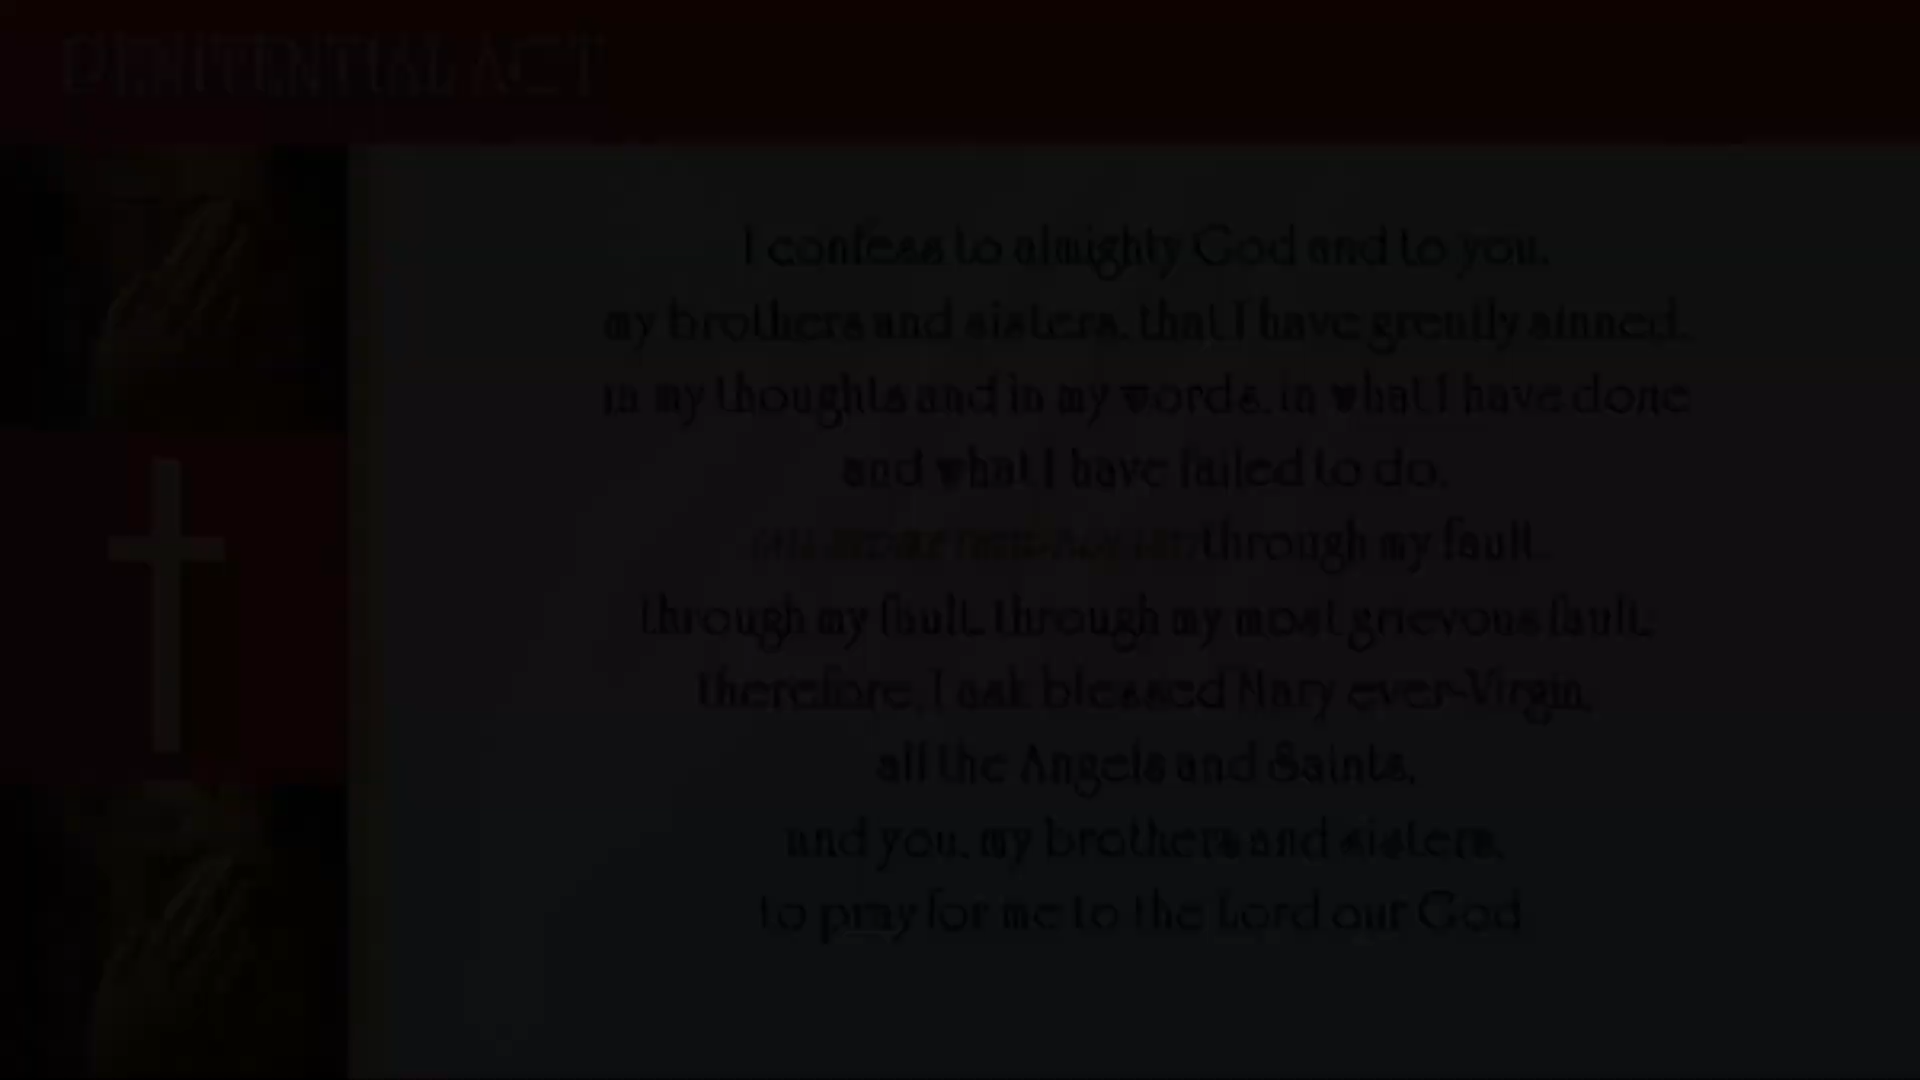 PENITENTIAL ACT
I confess to almighty God and to you,
my brothers and sisters, that I have greatly sinned,
in my thoughts and in my words, in what I have done
and what I have failed to do,
through my fault,
through my fault, through my most grievous fault;
therefore, I ask blessed Mary ever-Virgin,
all the Angels and Saints,
and you, my brothers and sisters,
to pray for me to the Lord our God